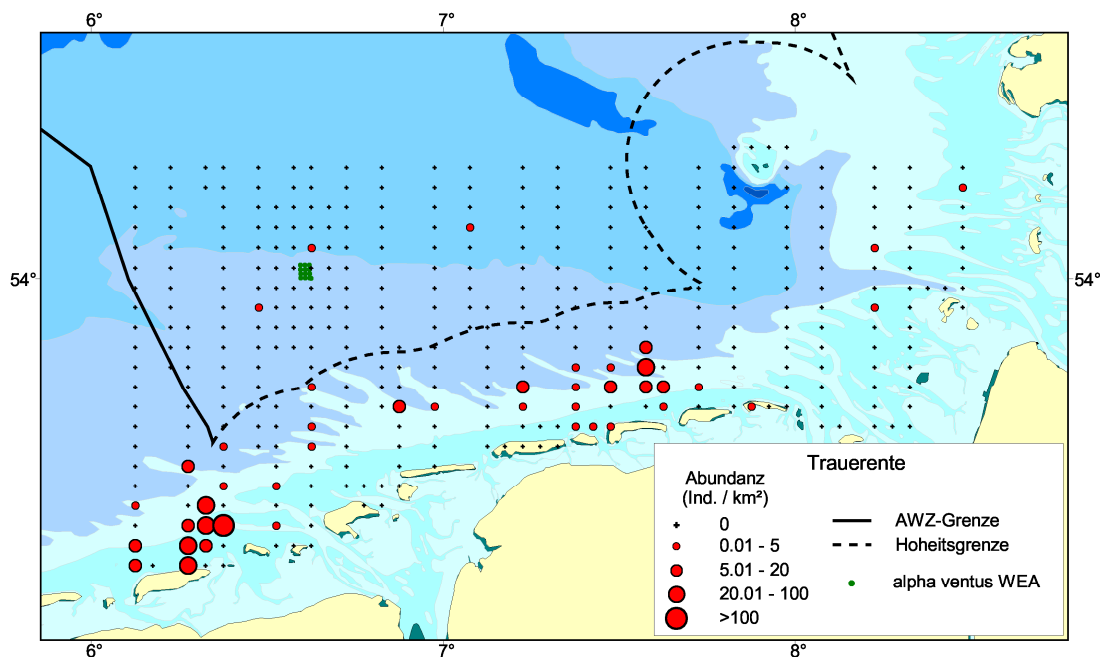 6° 7° 8°
54° 54°
Trauerente
Abundanz
(Ind. / km²)
0
0.01 - 5
5.01 - 20
20.01 - 100
>100
AWZ-Grenze
Hoheitsgrenze
alpha ventus WEA
6° 7° 8°